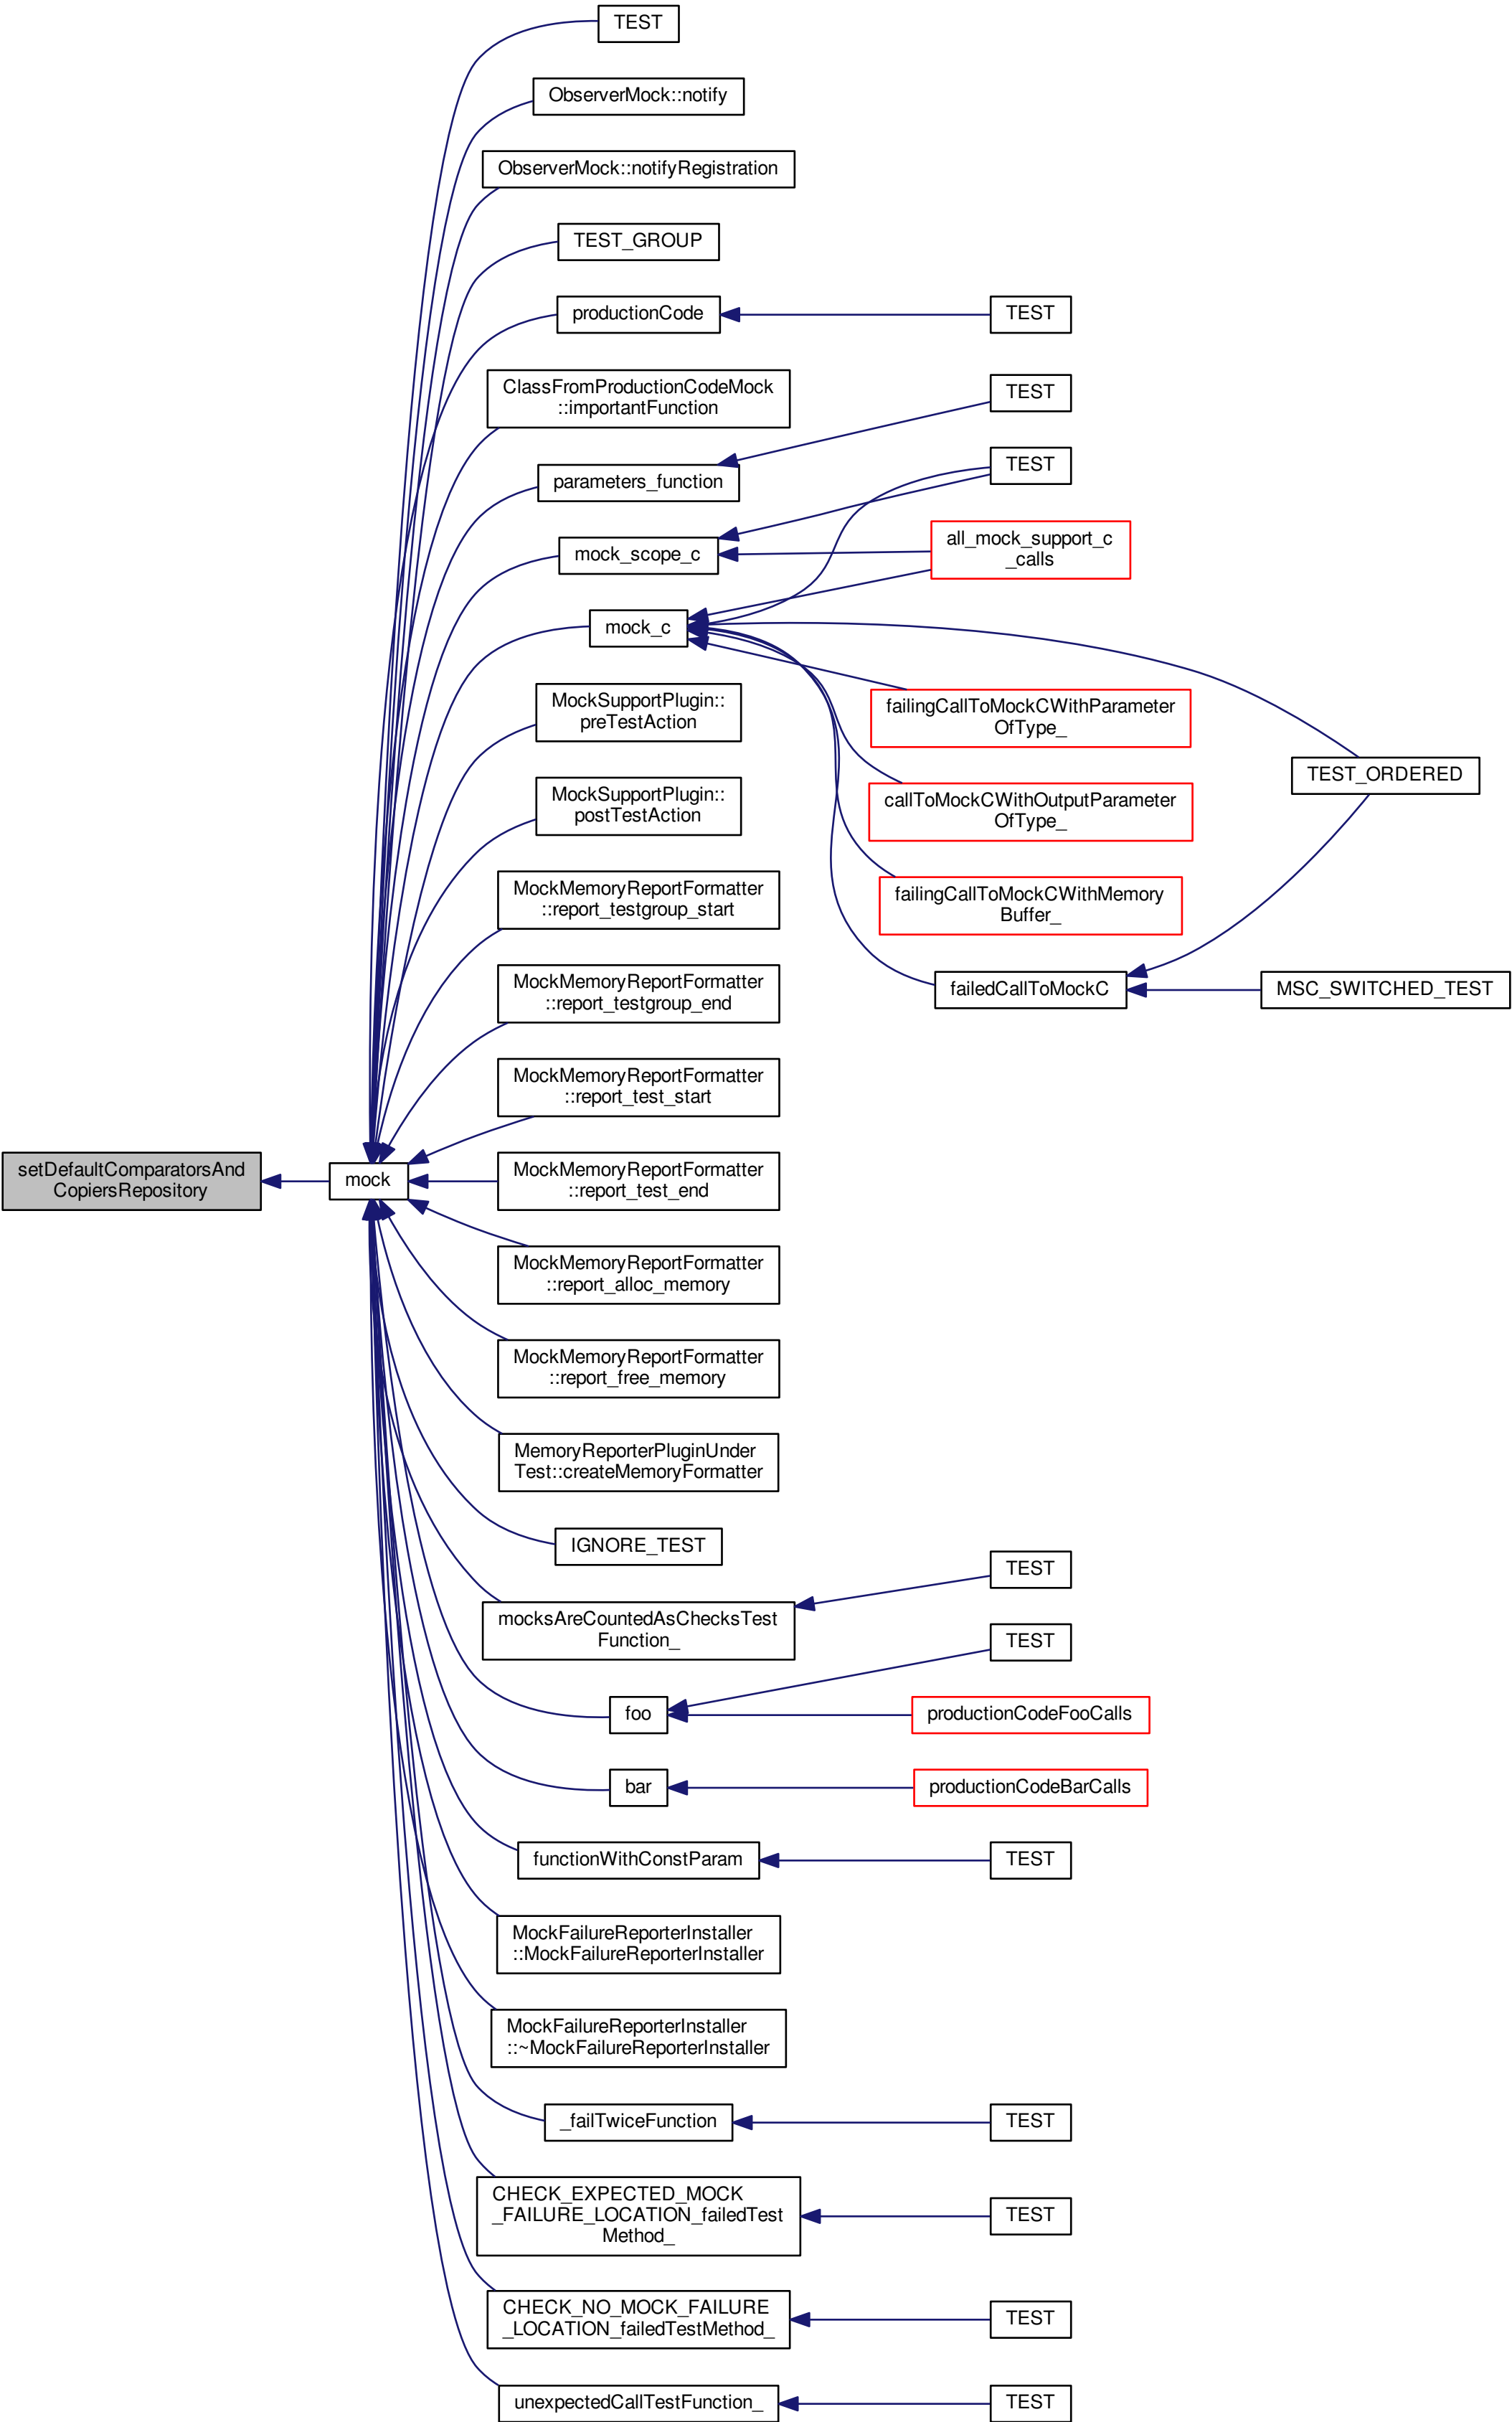 TEST
ObserverMock::notify
ObserverMock::notifyRegistration
TEST_GROUP
productionCode
TEST
ClassFromProductionCodeMock
::importantFunction
TEST
parameters_function
TEST
mock_scope_c
all_mock_support_c
_calls
mock_c
MockSupportPlugin::
preTestAction
failingCallToMockCWithParameter
OfType_
TEST_ORDERED
MockSupportPlugin::
postTestAction
callToMockCWithOutputParameter
OfType_
MockMemoryReportFormatter
::report_testgroup_start
failingCallToMockCWithMemory
Buffer_
MockMemoryReportFormatter
::report_testgroup_end
failedCallToMockC
MSC_SWITCHED_TEST
MockMemoryReportFormatter
::report_test_start
setDefaultComparatorsAnd
CopiersRepository
mock
MockMemoryReportFormatter
::report_test_end
MockMemoryReportFormatter
::report_alloc_memory
MockMemoryReportFormatter
::report_free_memory
MemoryReporterPluginUnder
Test::createMemoryFormatter
IGNORE_TEST
TEST
mocksAreCountedAsChecksTest
Function_
TEST
foo
productionCodeFooCalls
bar
productionCodeBarCalls
functionWithConstParam
TEST
MockFailureReporterInstaller
::MockFailureReporterInstaller
MockFailureReporterInstaller
::~MockFailureReporterInstaller
_failTwiceFunction
TEST
CHECK_EXPECTED_MOCK
_FAILURE_LOCATION_failedTest
Method_
TEST
CHECK_NO_MOCK_FAILURE
_LOCATION_failedTestMethod_
TEST
unexpectedCallTestFunction_
TEST